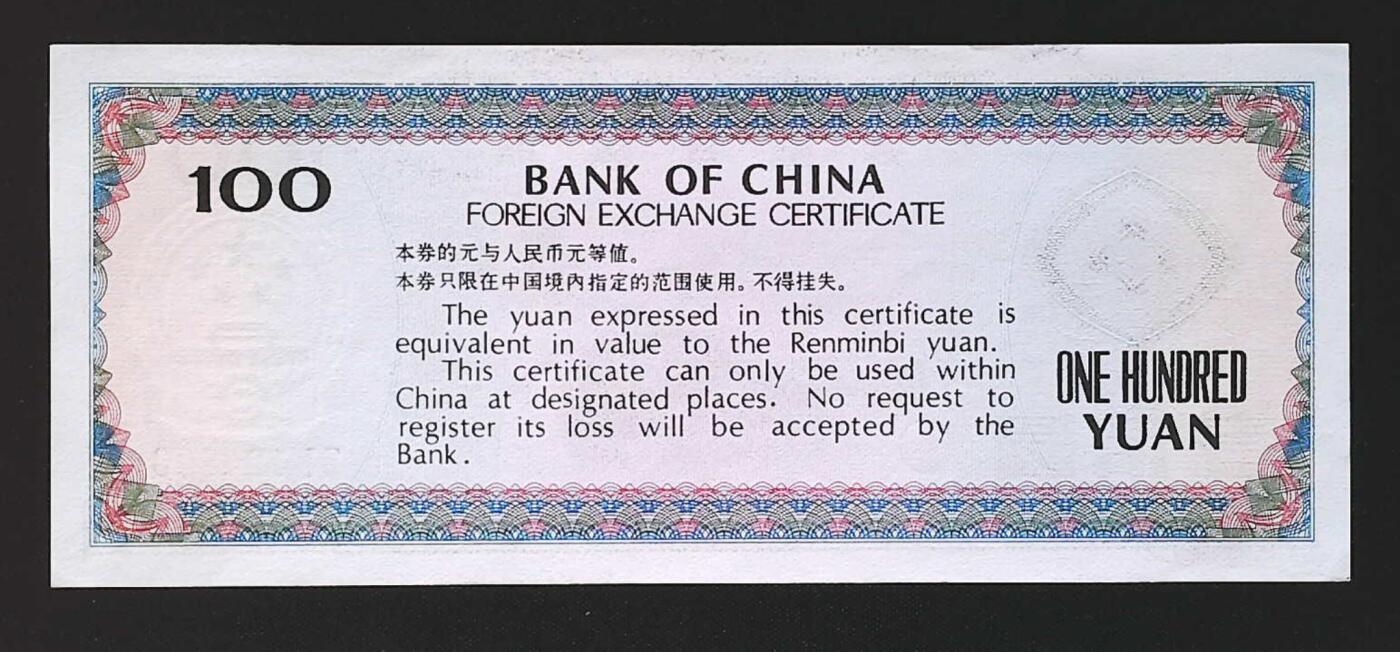 100
BANK OF CHINA
FOREIGN EXCHANGE CERTIFICATE
本券的元与人民币元等值。
本券只限在中国境内指定的范围使用。不得挂失。
The yuan expressed in this certificate is
equivalent in value to the Renminbi yuan.
This certificate can only be used within
China at designated places. No request to
register its loss will be accepted by the
Bank.
ONE HUNDRED
YUAN